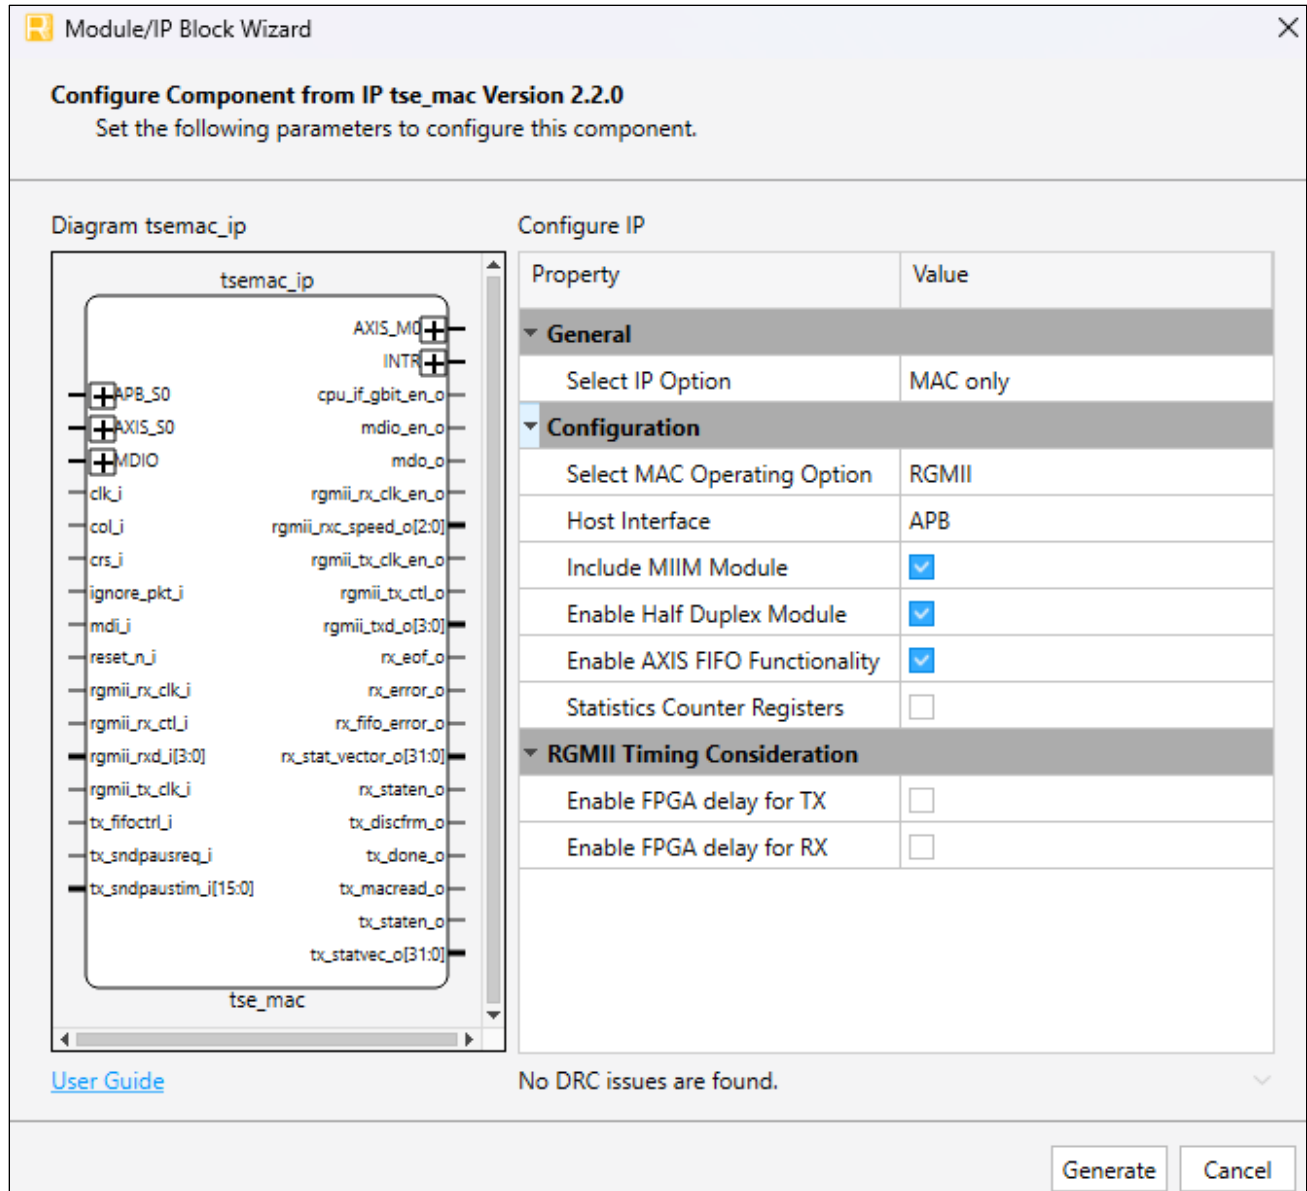 Module/IP Block Wizard
Configure Component from IP tse_mac Version 2.2.0
Set the following parameters to configure this component.
Diagram tsemac_ip
tsemac_ip
AXIS_M0
INTR
APB_S0
cpu_if_gbit_en_o
AXIS_S0
mdio_en_o
MDIO
mdo_o
clk_i
rgmii_rx_clk_en_o
col_i
rgmii_rxc_speed_o[2:0]
crs_i
rgmii_tx_clk_en_o
ignore_pkt_i
rgmii_tx_ctl_o
mdi_i
rgmii_txd_o[3:0]
reset_n_i
rx_eof_o
rgmii_rx_clk_i
rx_error_o
rgmii_rx_ctl_i
rx_fifo_error_o
rgmii_rxd_i[3:0]
rx_stat_vector_o[31:0]
rgmii_tx_clk_i
rx_staten_o
tx_fifoctrl_i
tx_discfrm_o
tx_sndpausreq_i
tx_done_o
tx_sndpaustim_i[15:0]
tx_macread_o
tx_staten_o
tx_statvec_o[31:0]
tse_mac
User Guide
Configure IP
Property Value
General
Select IP Option MAC only
Configuration
Select MAC Operating Option RGMII
Host Interface APB
Include MIIM Module
Enable Half Duplex Module
Enable AXIS FIFO Functionality
Statistics Counter Registers
RGMII Timing Consideration
Enable FPGA delay for TX
Enable FPGA delay for RX
No DRC issues are found.
Generate Cancel